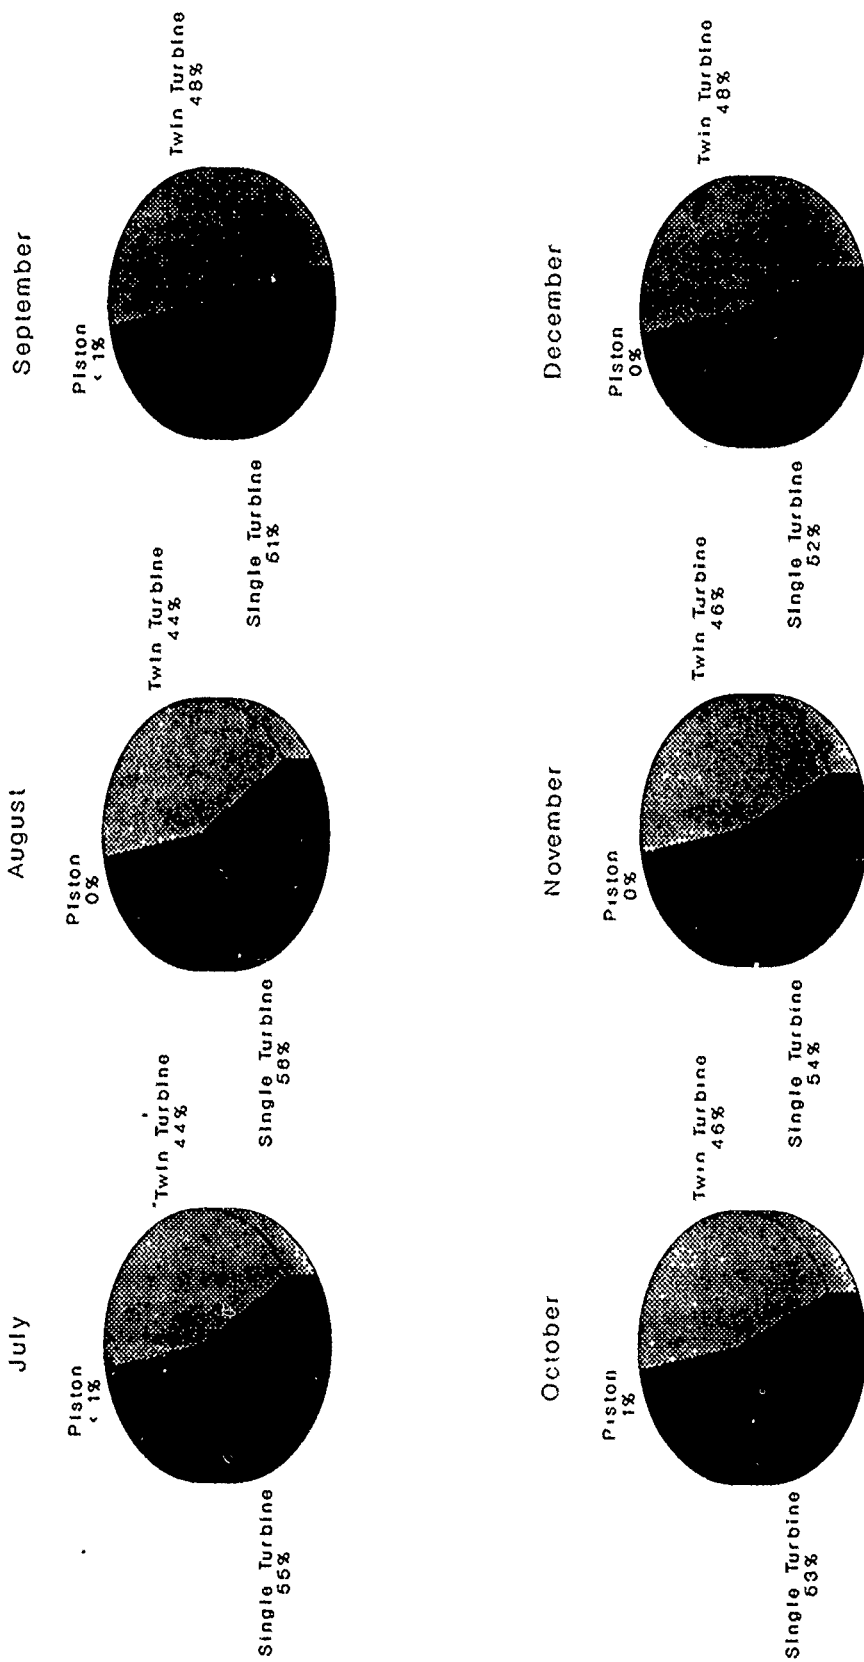 July
Piston
< 1%
Twin Turbine
44%
Single Turbine
55%
August
Piston
0%
Twin Turbine
44%
Single Turbine
56%
September
Piston
< 1%
Twin Turbine
48%
Single Turbine
51%
October
Piston
1%
Twin Turbine
46%
Single Turbine
53%
November
Piston
0%
Twin Turbine
46%
Single Turbine
54%
December
Piston
0%
Twin Turbine
48%
Single Turbine
52%